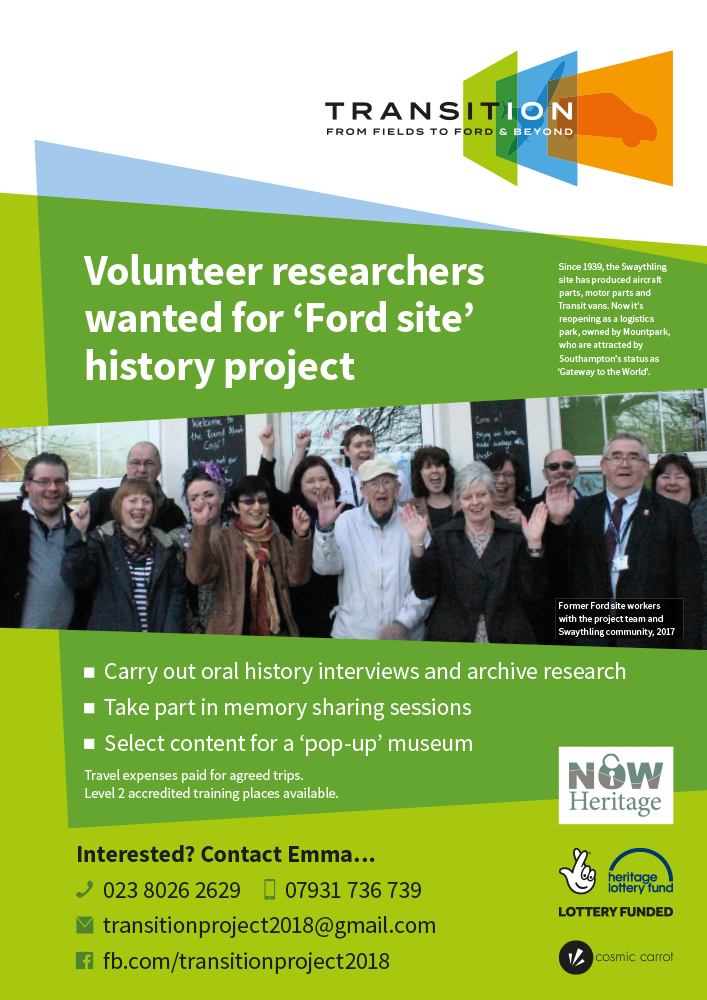 TRANSITION
FROM FIELDS TO FORD & BEYOND
Volunteer researchers
wanted for ‘Ford site’
history project
Since 1939, the Swaythling
site has produced aircraft
parts, motor parts and
Transit vans. Now it's
reopening as a logistics
park, owned by Mountpark,
who are attracted by
Southampton's status as
'Gateway to the World'.
Welcome to
the Round About
Café!
Former Ford site workers
with the project team and
Swaythling community, 2017
■ Carry out oral history interviews and archive research
■ Take part in memory sharing sessions
■ Select content for a ‘pop-up’ museum
Travel expenses paid for agreed trips.
Level 2 accredited training places available.
NOW
Heritage
Interested? Contact Emma...
023 8026 2629 07931 736 739
transitionproject2018@gmail.com
fb.com/transitionproject2018
heritage
lottery fund
LOTTERY FUNDED
cosmic carrot